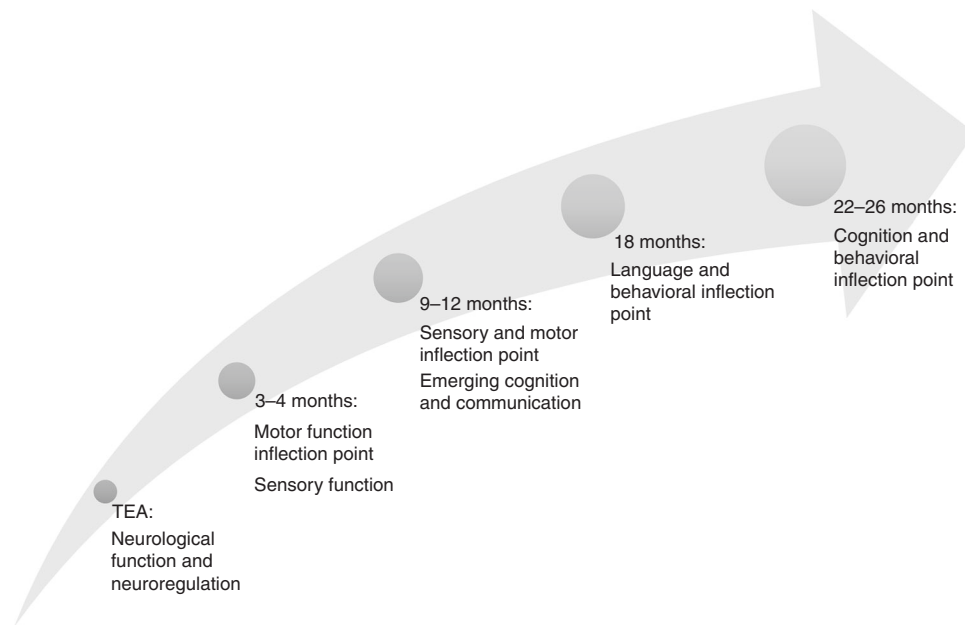 TEA:
Neurological
function and
neuroregulation
3–4 months:
Motor function
inflection point
Sensory function
9–12 months:
Sensory and motor
inflection point
Emerging cognition
and communication
18 months:
Language and
behavioral inflection
point
22–26 months:
Cognition and
behavioral
inflection point